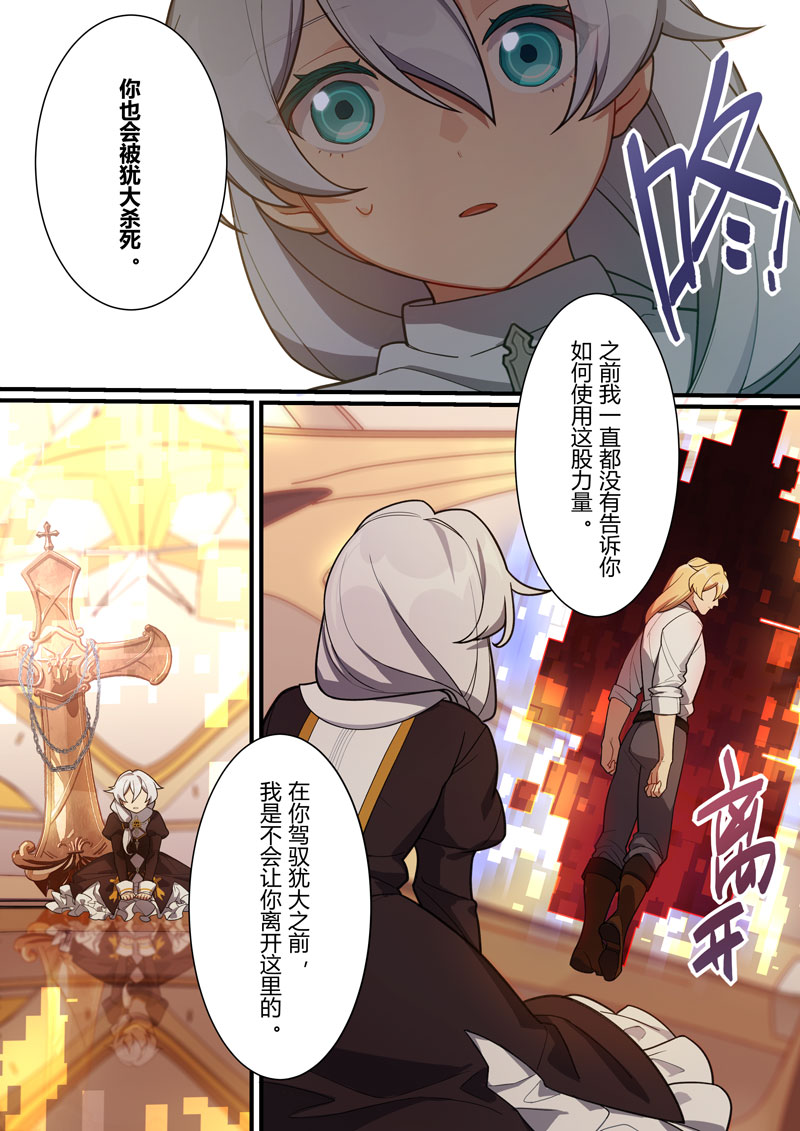 你也会被犹大杀死。
咚…!
之前我一直都没有告诉你
如何使用这股力量。
离开
在你驾驭犹大之前,
我是不会让你离开这里的。